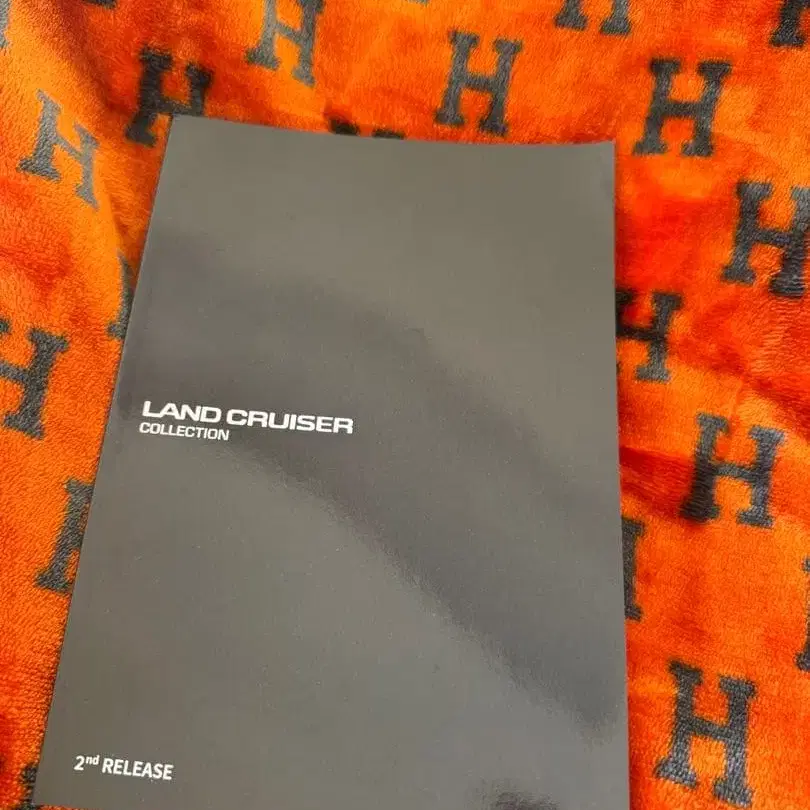 H H H H
H H H
H
LAND CRUISER
COLLECTION
H H
H
2nd RELEASE
H